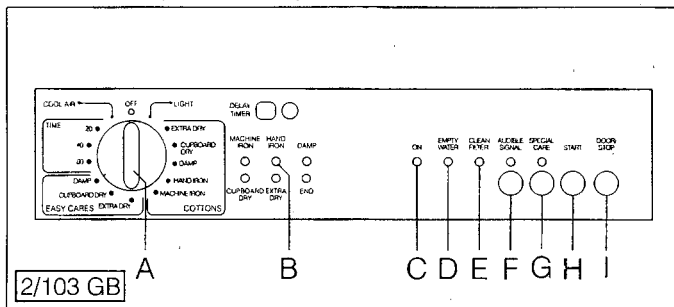 COOL AIR
OFF
LIGHT
TIME
20
40
60
DAMP
CUPBOARD DRY
EXTRA DRY
EASY CARES
EXTRA DRY
CUPBOARD
DRY
DAMP
HAND IRON
MACHINE IRON
COTTONS
DELAY
TIMER
MACHINE
IRON
HAND
IRON
DAMP
CUPBOARD
DRY
EXTRA
DRY
END
ON
EMPTY
WATER
CLEAN
FILTER
AUDIBLE
SIGNAL
SPECIAL
CARE
START
DOOR/
STOP
A B C D E F G H I
2/103 GB